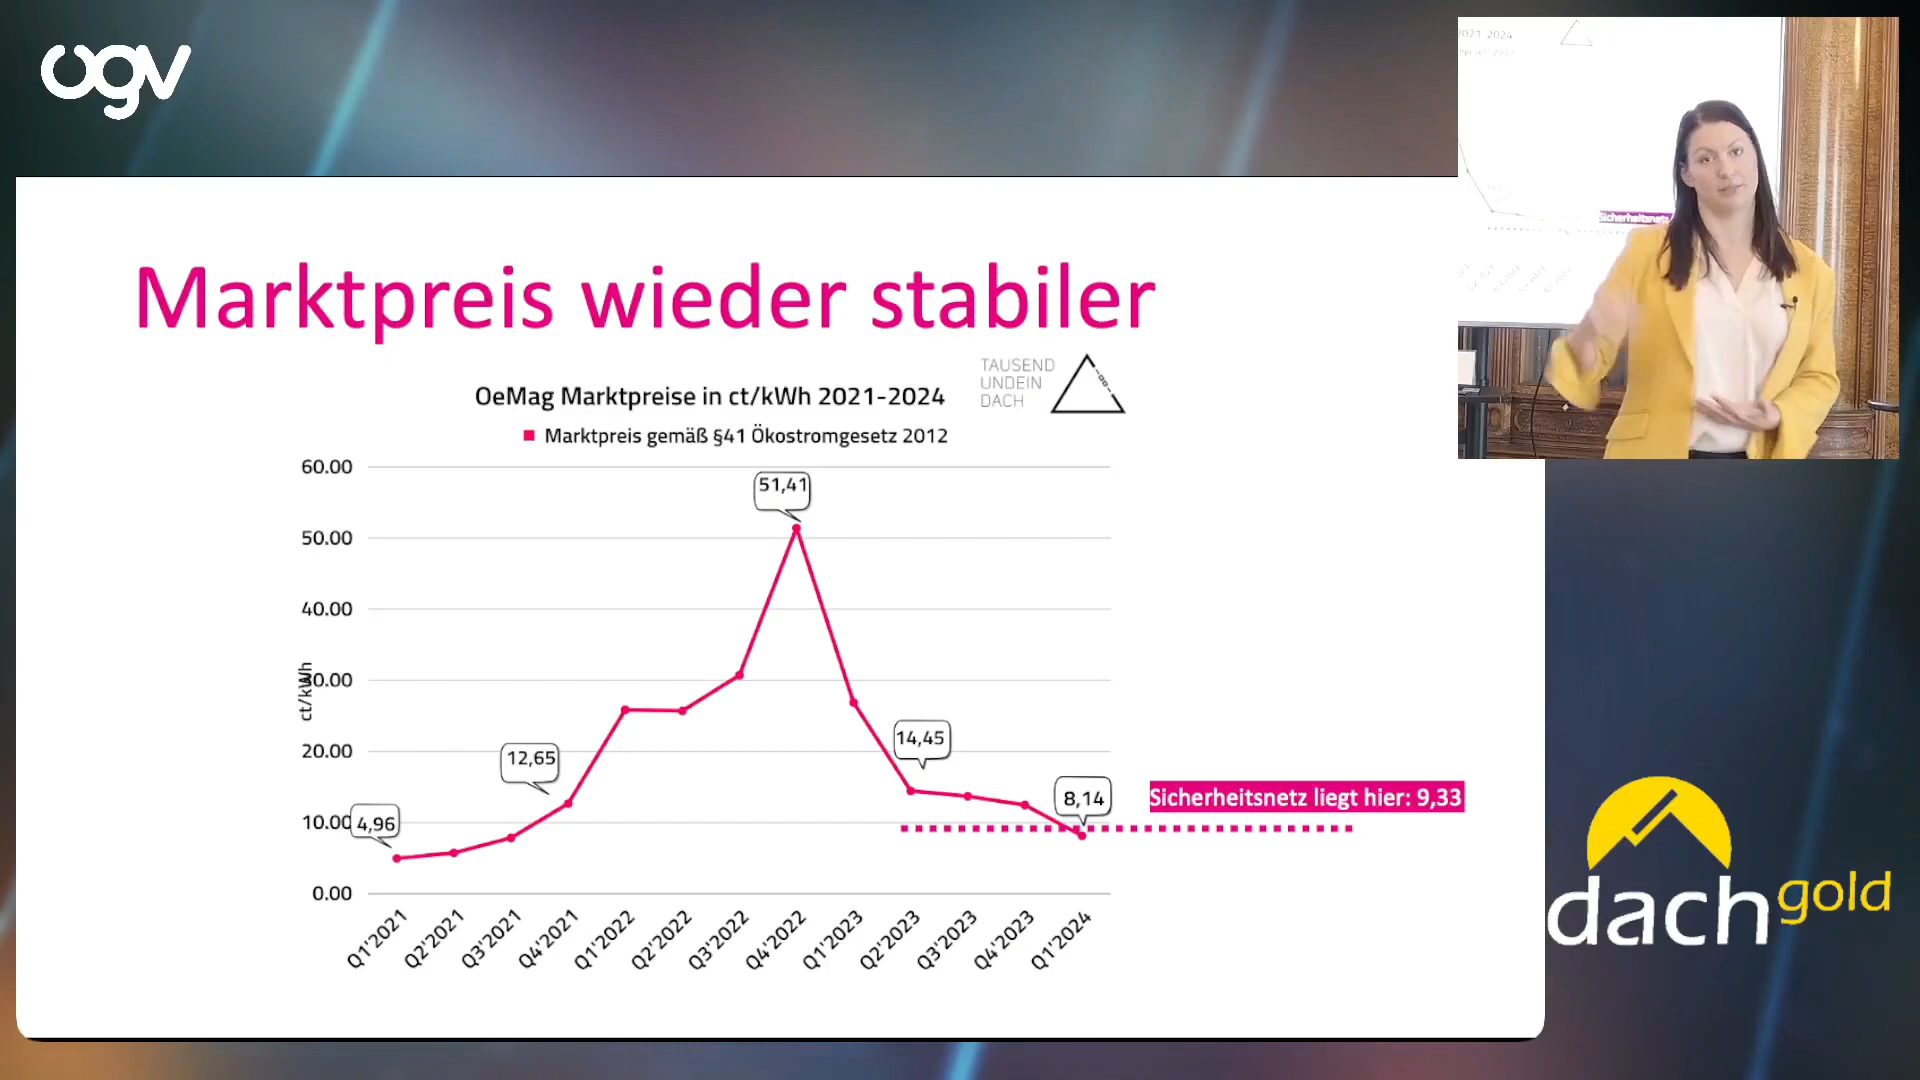 ogv
2021-2024
Sicherheitsnetz
Marktpreis wieder stabiler
TAUSEND
UNDEIN
DACH
OeMag Marktpreise in ct/kWh 2021-2024
Marktpreis gemäß §41 Ökostromgesetz 2012
ct/kWh
60.00
50.00
40.00
30.00
20.00
10.00
0.00
4,96
12,65
51,41
14,45
8,14
Sicherheitsnetz liegt hier: 9,33
Q1'2021
Q2'2021
Q3'2021
Q4'2021
Q1'2022
Q2'2022
Q3'2022
Q4'2022
Q1'2023
Q2'2023
Q3'2023
Q4'2023
Q1'2024
dachgold